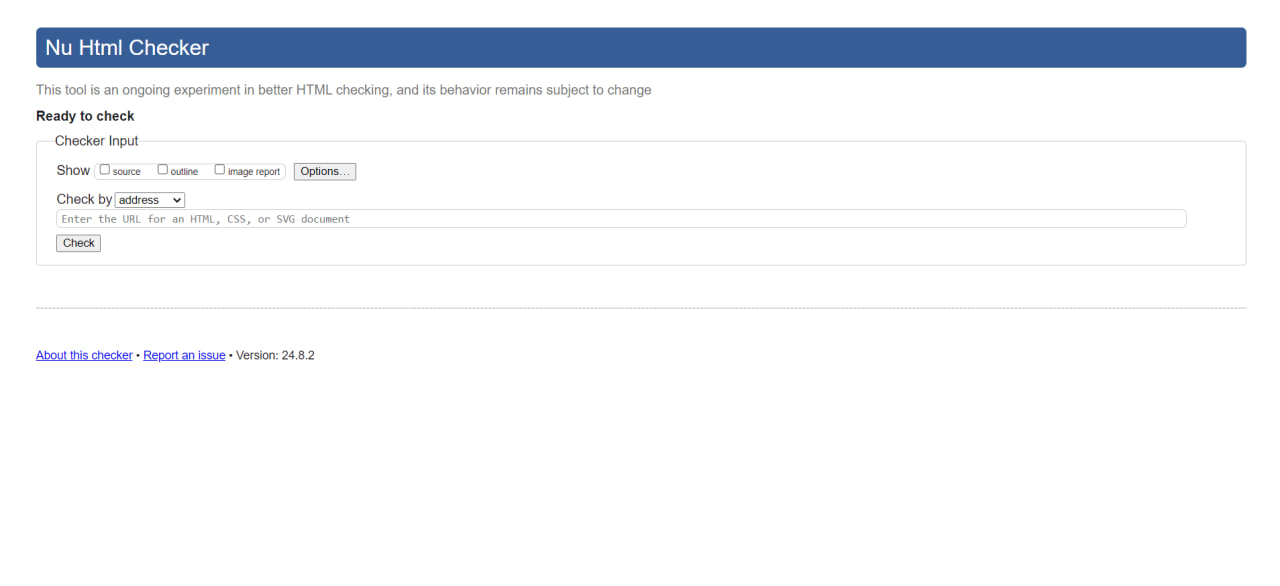 Nu Html Checker
This tool is an ongoing experiment in better HTML checking, and its behavior remains subject to change
Ready to check
Checker Input
Show source outline image report Options...
Check by address
Enter the URL for an HTML, CSS, or SVG document
Check
About this checker • Report an issue • Version: 24.8.2